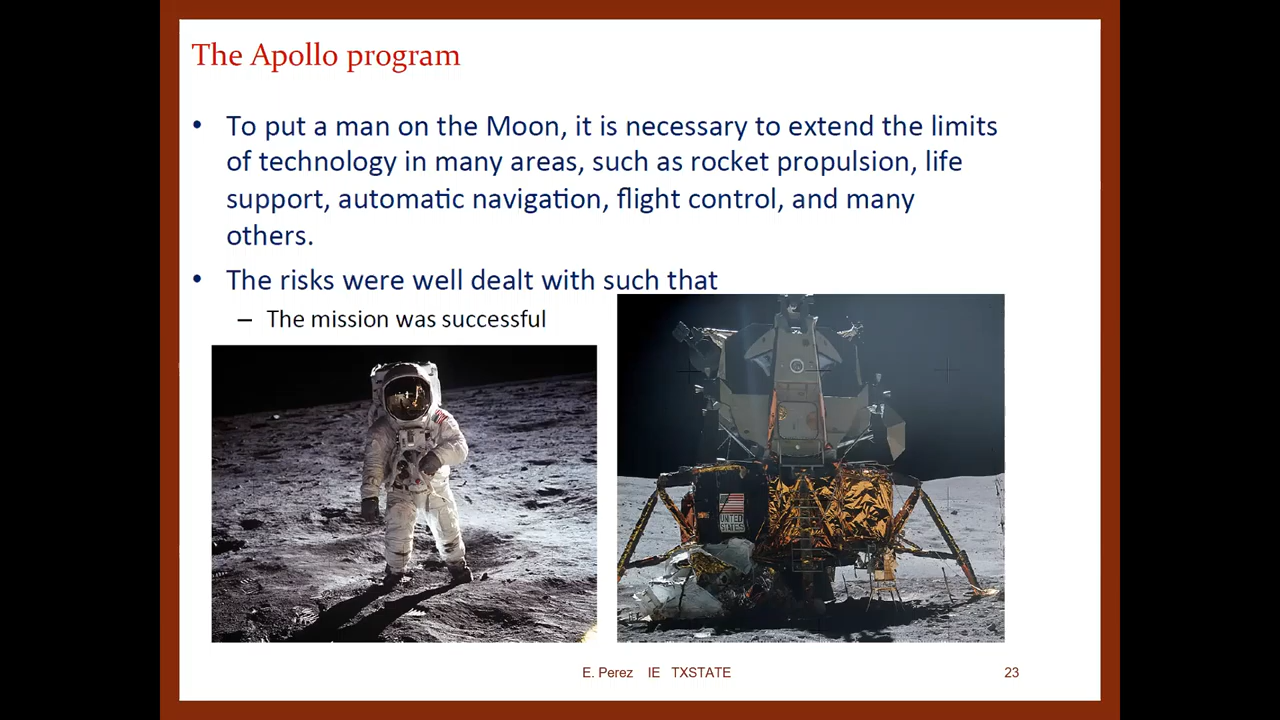 The Apollo program
• To put a man on the Moon, it is necessary to extend the limits
of technology in many areas, such as rocket propulsion, life
support, automatic navigation, flight control, and many
others.
• The risks were well dealt with such that
– The mission was successful
UNITED
STATES
E. Perez IE TXSTATE
23